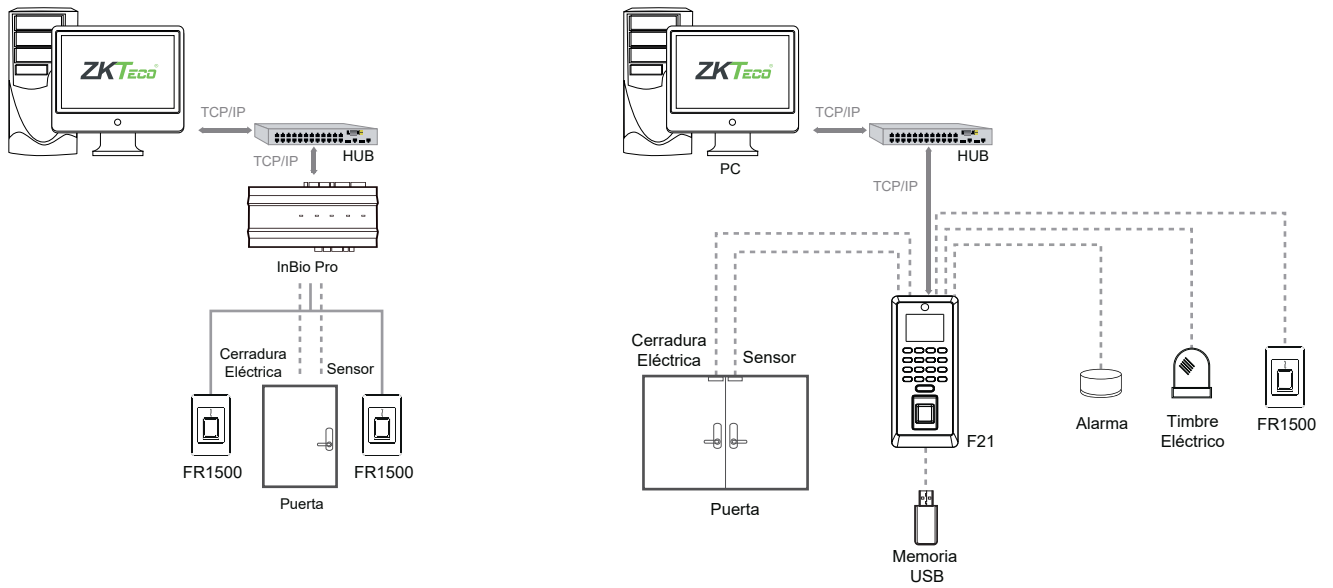 ZKTeco
TCP/IP
HUB
TCP/IP
InBio Pro
Cerradura
Eléctrica
Sensor
FR1500
FR1500
Puerta
ZKTeco
TCP/IP
HUB
PC
TCP/IP
Cerradura
Eléctrica
Sensor
Puerta
F21
Memoria
USB
Alarma
Timbre
Eléctrico
FR1500